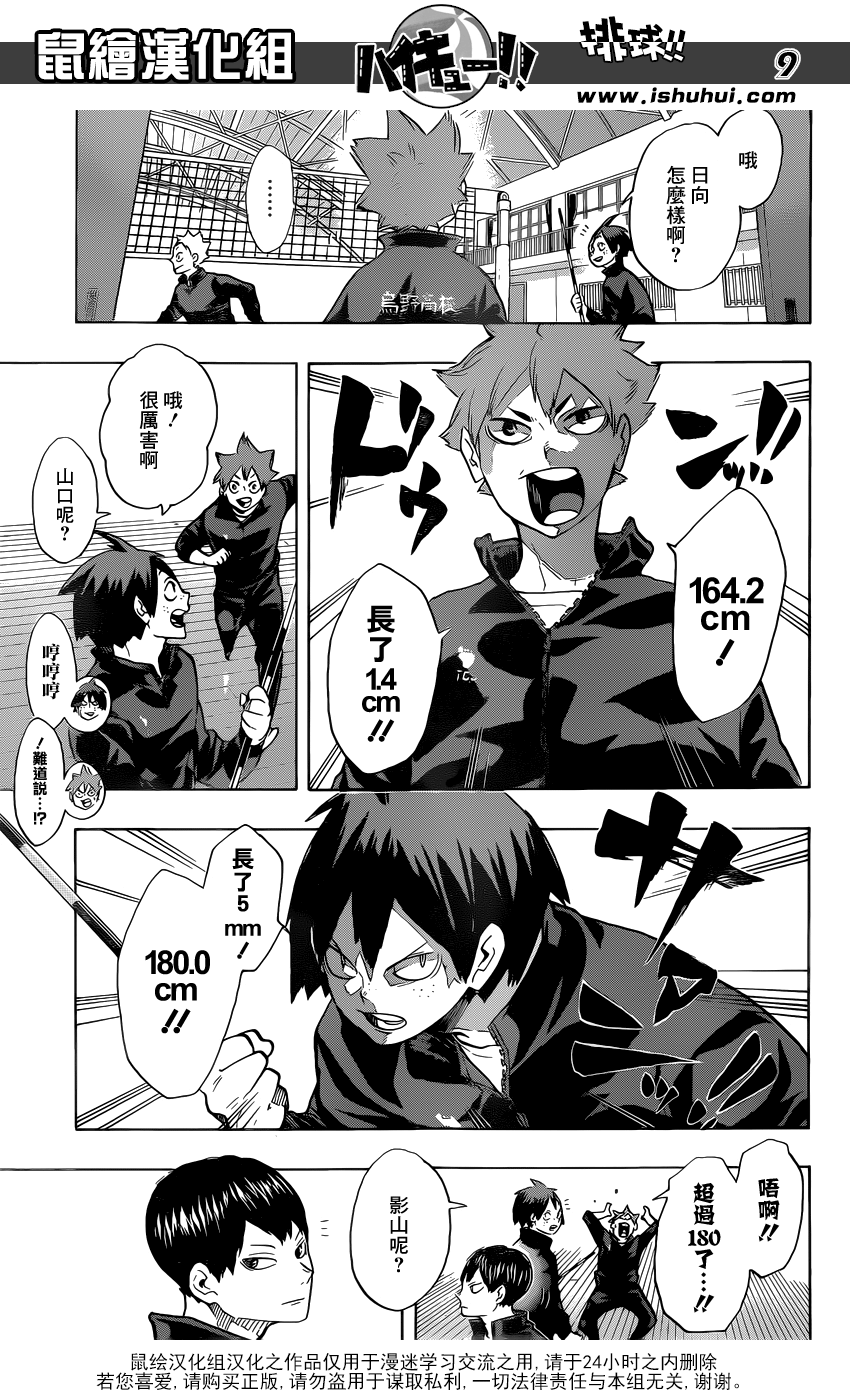 鼠繪漢化組
ハイキュー!!
排球!!
9
www.ishuhui.com
哦
日向
怎麼樣啊?
……
烏野高校
ドゥン!!
164.2
cm
!
長了
1.4
cm
!!
哦!
很厲害啊
山口呢?
哼哼哼
!難道説…!?
長了5
mm
!
180.0
cm
!!
唔啊!!
超過
180
了…!!
影山呢?
鼠绘汉化组汉化之作品仅用于漫迷学习交流之用, 请于24小时之内删除
若您喜爱, 请购买正版, 请勿用于谋取私利, 一切法律责任与本组无关, 谢谢。